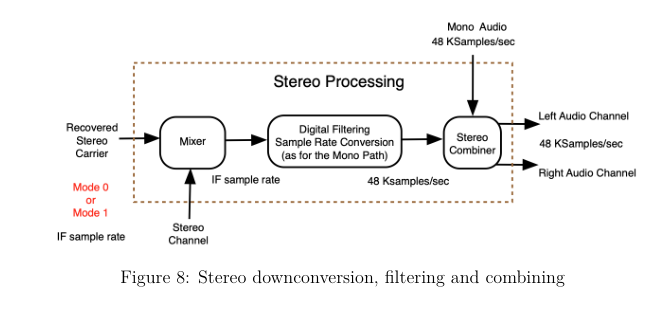 Mono Audio
48 KSamples/sec
Stereo Processing
Recovered
Stereo
Carrier
Mixer
Digital Filtering
Sample Rate Conversion
(as for the Mono Path)
Stereo
Combiner
Left Audio Channel
48 KSamples/sec
Right Audio Channel
IF sample rate
48 Ksamples/sec
Mode 0
or
Mode 1
IF sample rate
Stereo
Channel
Figure 8: Stereo downconversion, filtering and combining